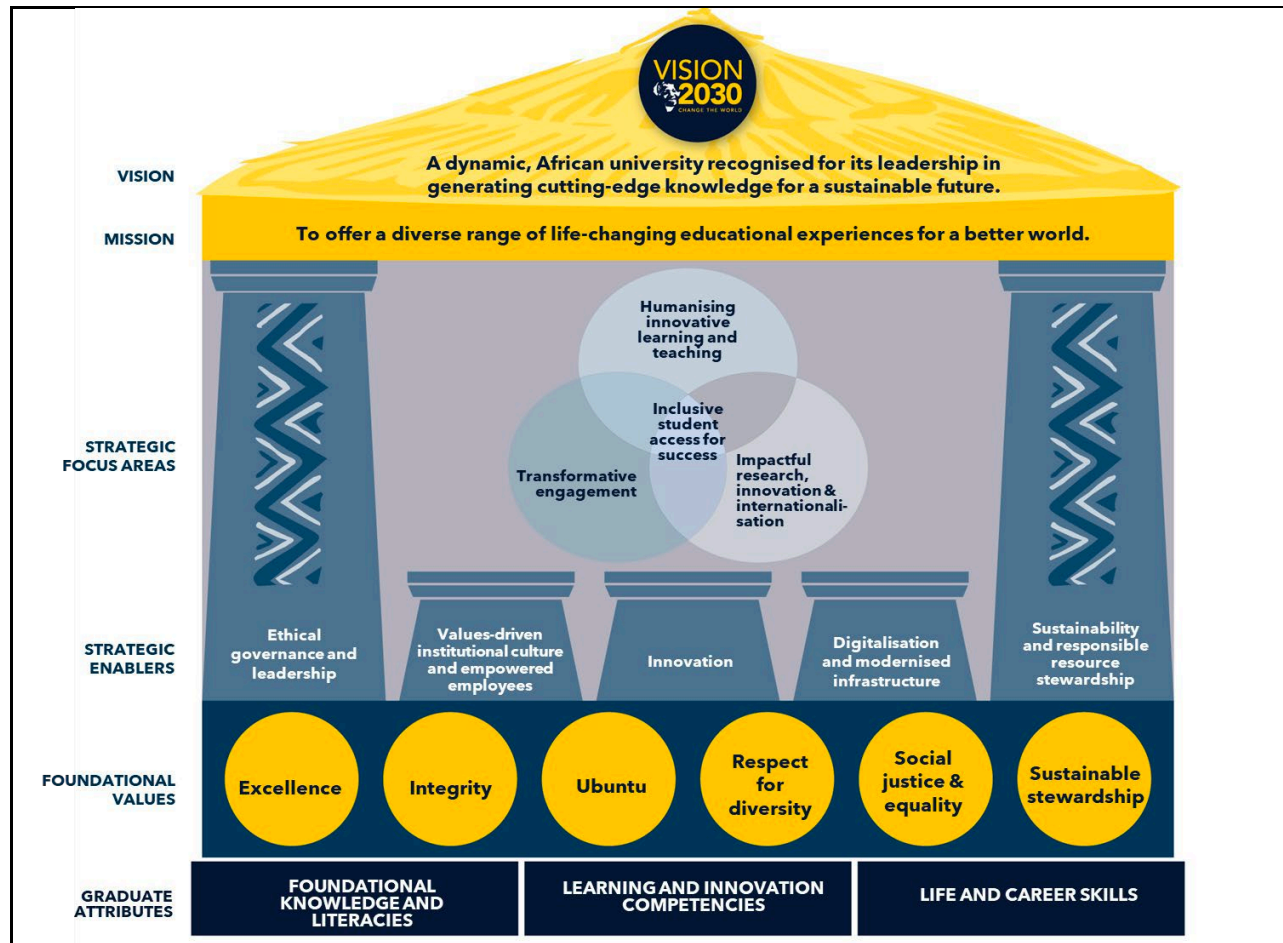 VISION
2030
CHANGE THE WORLD
VISION
A dynamic, African university recognised for its leadership in
generating cutting-edge knowledge for a sustainable future.
MISSION
To offer a diverse range of life-changing educational experiences for a better world.
STRATEGIC
FOCUS AREAS
Humanising
innovative
learning and
teaching
Inclusive
student
access for
success
Transformative
engagement
Impactful
research,
innovation &
internationali-
sation
STRATEGIC
ENABLERS
Ethical
governance and
leadership
Values-driven
institutional culture
and empowered
employees
Innovation
Digitalisation
and modernised
infrastructure
Sustainability
and responsible
resource
stewardship
FOUNDATIONAL
VALUES
Excellence
Integrity
Ubuntu
Respect
for
diversity
Social
justice &
equality
Sustainable
stewardship
GRADUATE
ATTRIBUTES
FOUNDATIONAL
KNOWLEDGE AND
LITERACIES
LEARNING AND INNOVATION
COMPETENCIES
LIFE AND CAREER SKILLS